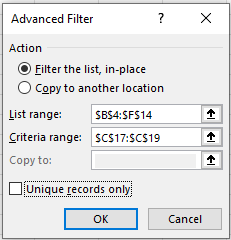 Advanced Filter
Action
Filter the list, in-place
Copy to another location
List range: $B$4:$F$14
Criteria range: $C$17:$C$19
Copy to:
Unique records only
OK Cancel